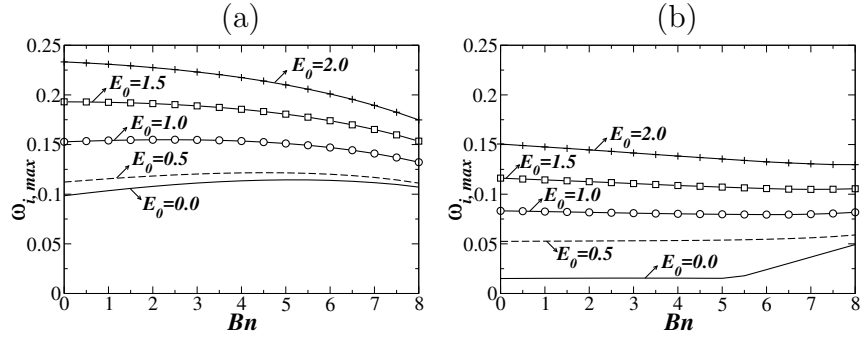 (a)
(b)
ω_{i, max}
0.25
0.2
0.15
0.1
0.05
0
E_0=2.0
E_0=1.5
E_0=1.0
E_0=0.5
E_0=0.0
0 1 2 3 4 5 6 7 8
Bn
ω_{i, max}
0.25
0.2
0.15
0.1
0.05
0
E_0=2.0
E_0=1.5
E_0=1.0
E_0=0.5
E_0=0.0
0 1 2 3 4 5 6 7 8
Bn